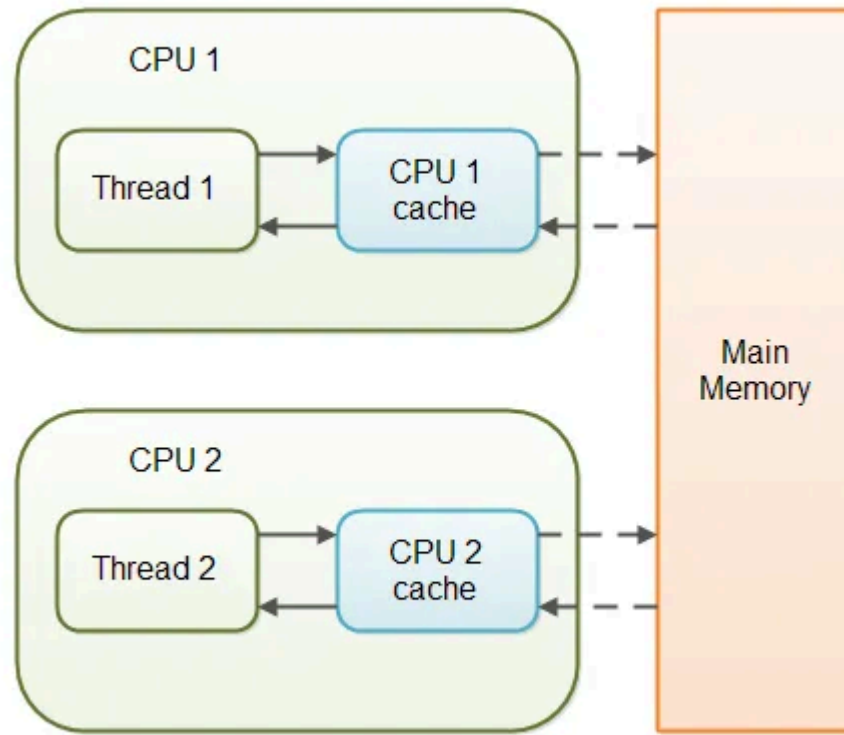 CPU 1
Thread 1
CPU 1
cache
Main
Memory
CPU 2
Thread 2
CPU 2
cache